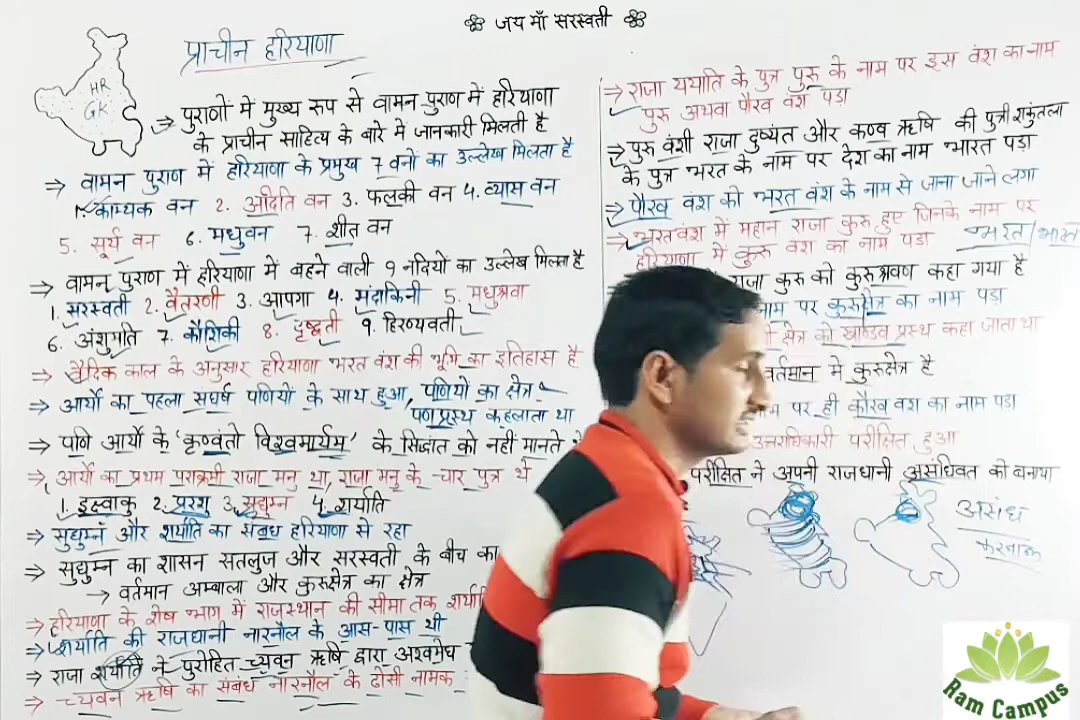 जय माँ सरस्वती
प्राचीन हरियाणा
HR
GK
⇒ पुराणों में मुख्य रूप से वामन पुराण में हरियाणा
के प्राचीन साहित्य के बारे में जानकारी मिलती है
⇒ वामन पुराण में हरियाणा के प्रमुख 7 वनों का उल्लेख मिलता है
1. काम्यक वन 2. अदिति वन 3. फलकी वन 4. व्यास वन
5. सूर्य वन 6. मधुवन 7. शीत वन
⇒ वामन पुराण में हरियाणा में बहने वाली 9 नदियों का उल्लेख मिलता है
1. सरस्वती 2. वैतरणी 3. आपगा 4. मंदाकिनी 5. मधुश्रवा
6. अंशुमति 7. कौशिकी 8. दृष्द्वती 9. हिरण्यवती
⇒ वैदिक काल के अनुसार हरियाणा भरत वंश की भूमि का इतिहास है
⇒ आर्यो का पहला संघर्ष पणियों के साथ हुआ, पणियों का क्षेत्र
पणप्रस्थ कहलाता था
⇒ पणि आर्यो के 'कृण्वंतो विश्वमार्यम' के सिद्धांत को नहीं मानते
⇒ आर्यो का प्रथम पराक्रमी राजा मनु था, राजा मनु के चार पुत्र थे
1. इक्ष्वाकु 2. 3. सुद्युम्न 4. शर्याति
⇒ सुद्युम्न और शर्याति का संबंध हरियाणा से रहा
⇒ सुद्युम्न का शासन सतलुज और सरस्वती के बीच का
→ वर्तमान अम्बाला और कुरुक्षेत्र का क्षेत्र
⇒ हरियाणा के शेष भाग में राजस्थान की सीमा तक
⇒ शर्याति की राजधानी नारनौल के आस-पास थी
⇒ राजा शर्याति ने पुरोहित च्यवन ऋषि द्वारा अश्वमेध
⇒ च्यवन ऋषि का संबंध नारनौल के ढोसी नामक
⇒ राजा ययाति के पुत्र पुरु के नाम पर इस वंश का नाम
पुरु अथवा पौरव वंश पड़ा
⇒ पुरु वंशी राजा दुष्यंत और कण्व ऋषि की पुत्री शकुंतला
के पुत्र भरत के नाम पर देश का नाम भारत पड़ा
⇒ पौरव वंश को भरत वंश के नाम से जाना जाने लगा
⇒ भरतवंश में महान राजा कुरु हुए जिनके नाम पर
हरियाणा में कुरु वंश का नाम पड़ा
भरत/
राजा कुरु को कुरुश्रवण कहा गया है
नाम पर कुरुक्षेत्र का नाम पड़ा
क्षेत्र को खाण्डव प्रस्थ कहा जाता था
वर्तमान में कुरुक्षेत्र है
पर ही कौरव वंश का नाम पड़ा
उत्तराधिकारी परीक्षित हुआ
परीक्षित ने अपनी राजधानी असंधिवत को बनाया
असंध
करनाल
Ram Campus